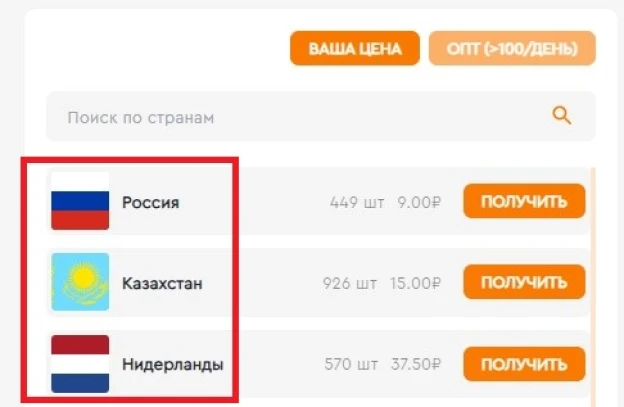 ВАША ЦЕНА ОПТ (>100/ДЕНЬ)
Поиск по странам
Россия 449 шт 9.00₽ ПОЛУЧИТЬ
Казахстан 926 шт 15.00₽ ПОЛУЧИТЬ
Нидерланды 570 шт 37.50₽ ПОЛУЧИТЬ